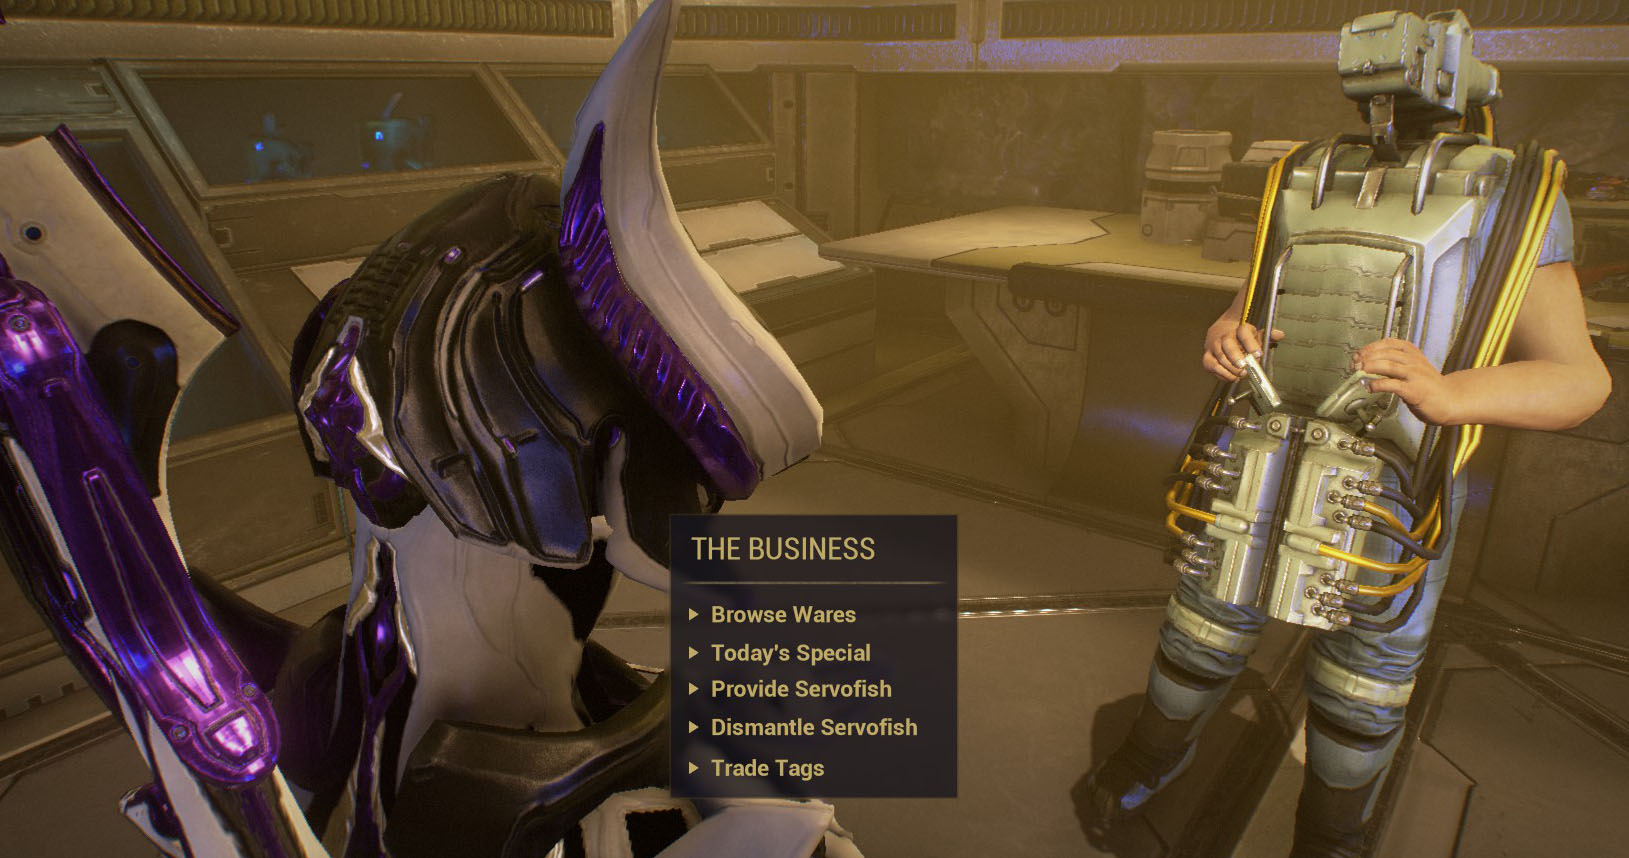 THE BUSINESS
Browse Wares
Today's Special
Provide Servofish
Dismantle Servofish
Trade Tags